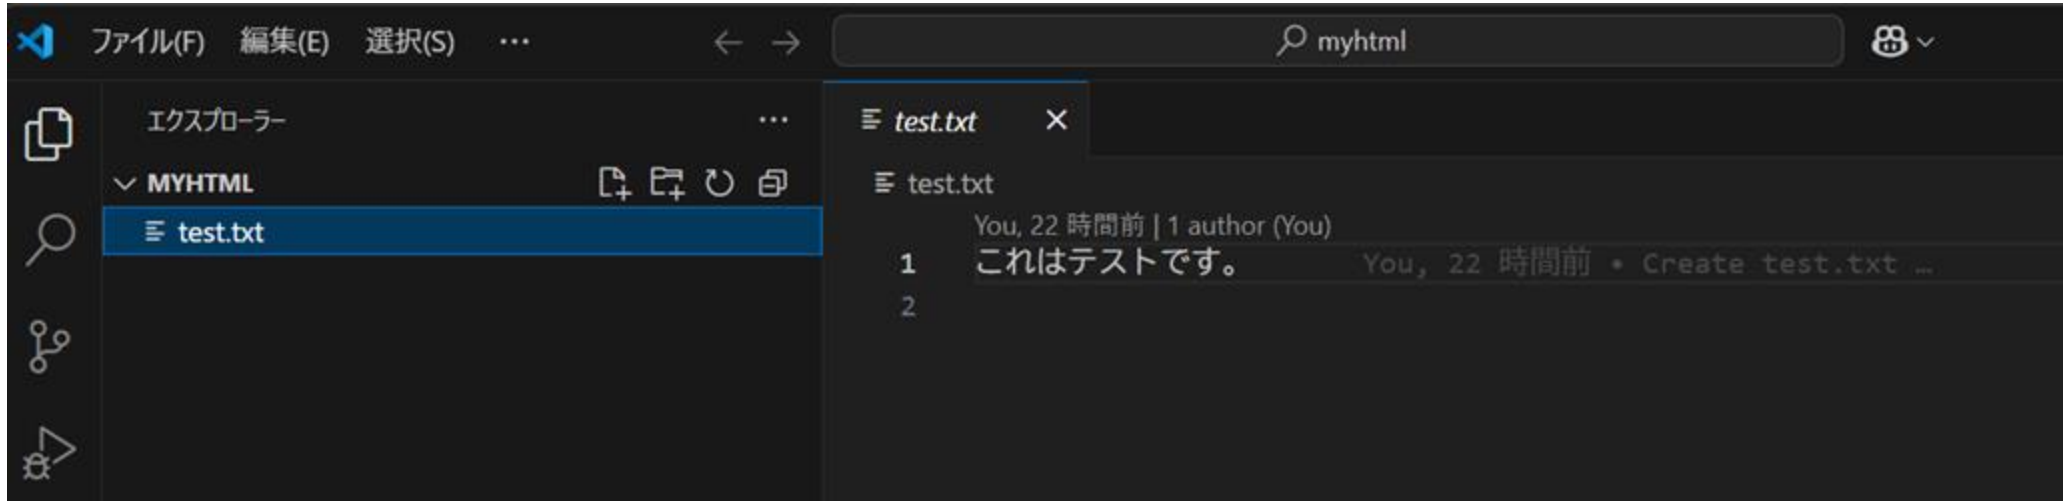 ファイル(F) 編集(E) 選択(S) … myhtml
エクスプローラー …
MYHTML
test.txt
test.txt
test.txt
You, 22 時間前 | 1 author (You)
1 これはテストです。 You, 22 時間前 • Create test.txt …
2